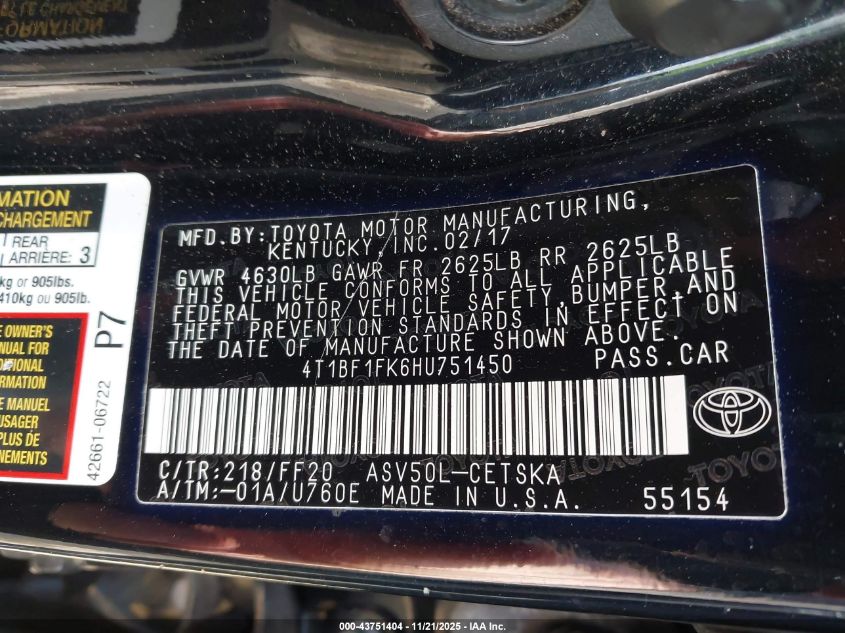 MATION
CHARGEMENT
REAR
ARRIÈRE: 3
kg or 905lbs.
410kg ou 905lb.
E OWNER'S
NUAL FOR
IONAL
RMATION
E MANUEL
USAGER
PLUS DE
NEMENTS
P7
42661-06722
MFD.BY:TOYOTA MOTOR MANUFACTURING,
KENTUCKY,INC.02/17
GVWR 4630LB GAWR FR 2625LB RR 2625LB
THIS VEHICLE CONFORMS TO ALL APPLICABLE
FEDERAL MOTOR VEHICLE SAFETY,BUMPER,AND
THEFT PREVENTION STANDARDS IN EFFECT ON
THE DATE OF MANUFACTURE SHOWN ABOVE.
4T1BF1FK6HU751450 PASS.CAR
C/TR:218/FF20 ASV50L-CETSKA
A/TM:-01A/U760E MADE IN U.S.A. 55154
TOYOTA
000-43751404 - 11/21/2025 - IAA, Inc.